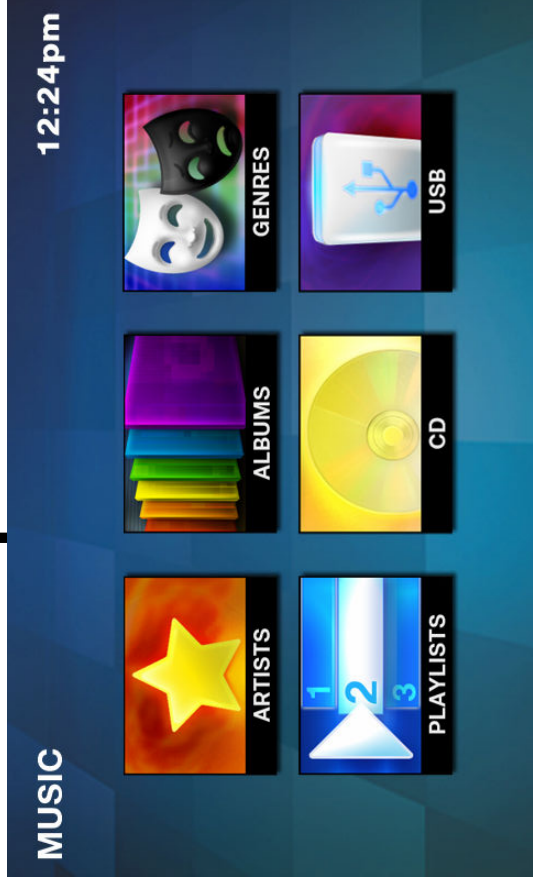 MUSIC 12:24pm
ARTISTS
ALBUMS
GENRES
1
2
3
PLAYLISTS
CD
USB